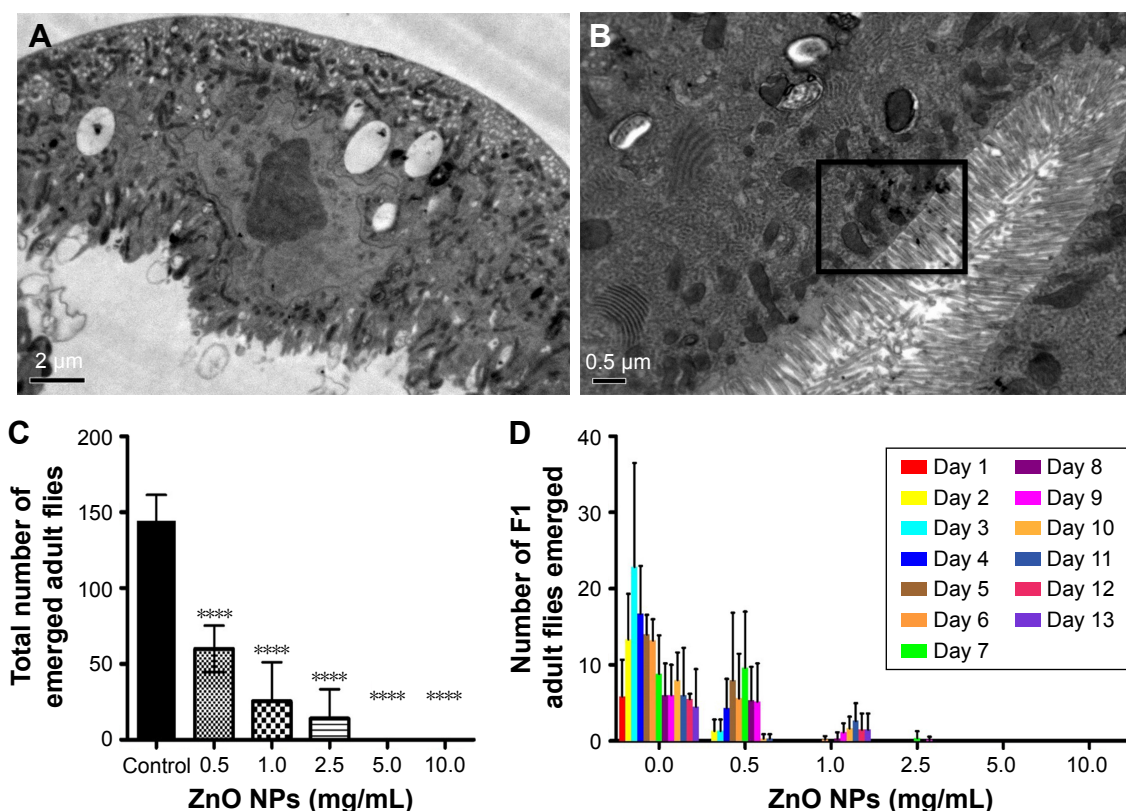 A
2 µm
B
0.5 µm
C
Total number of
emerged adult flies
200
150
100
50
0
****
****
****
****
****
Control
0.5
1.0
2.5
5.0
10.0
ZnO NPs (mg/mL)
D
Number of F1
adult flies emerged
40
30
20
10
0
0.0
0.5
1.0
2.5
5.0
10.0
ZnO NPs (mg/mL)
Day 1
Day 2
Day 3
Day 4
Day 5
Day 6
Day 7
Day 8
Day 9
Day 10
Day 11
Day 12
Day 13